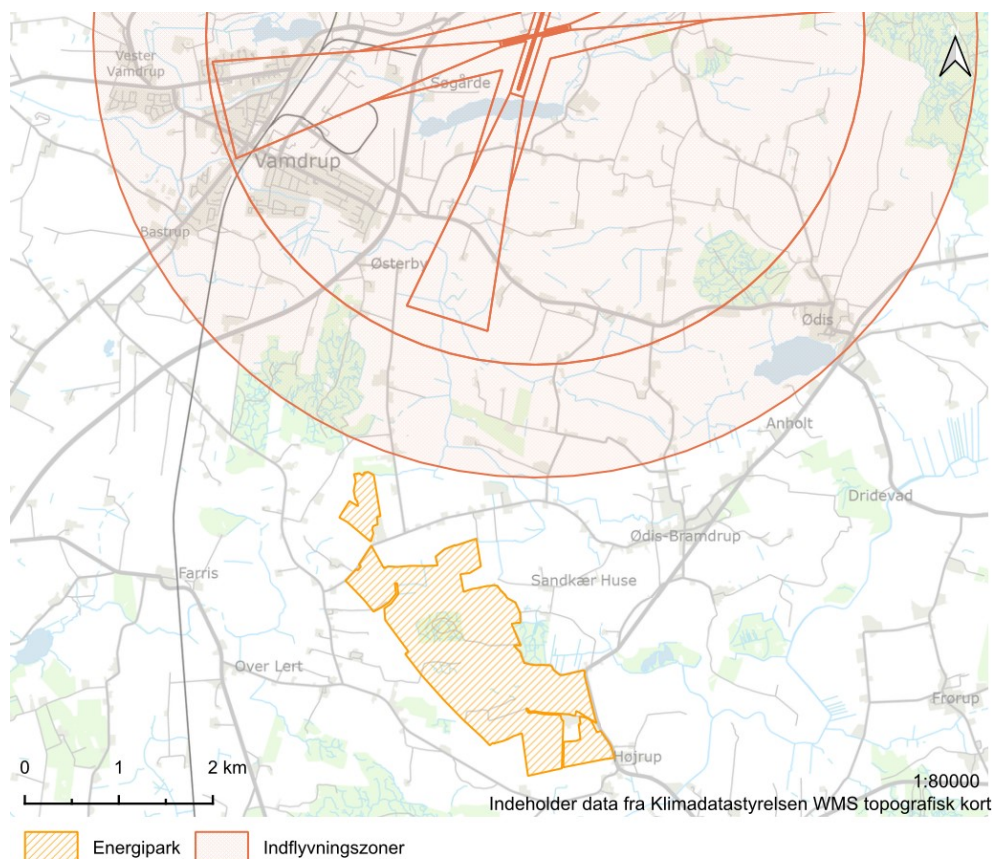 Vester
Vamdrup
Søgårde
Vamdrup
Bastrup
Østerby
Ødis
Anholt
Dridevad
Ødis-Bramdrup
Sandkær Huse
Farris
Over Lert
Frørup
Højrup
0 1 2 km
1:80000
Indeholder data fra Klimadatastyrelsen WMS topografisk kort
Energipark Indflyvningszoner